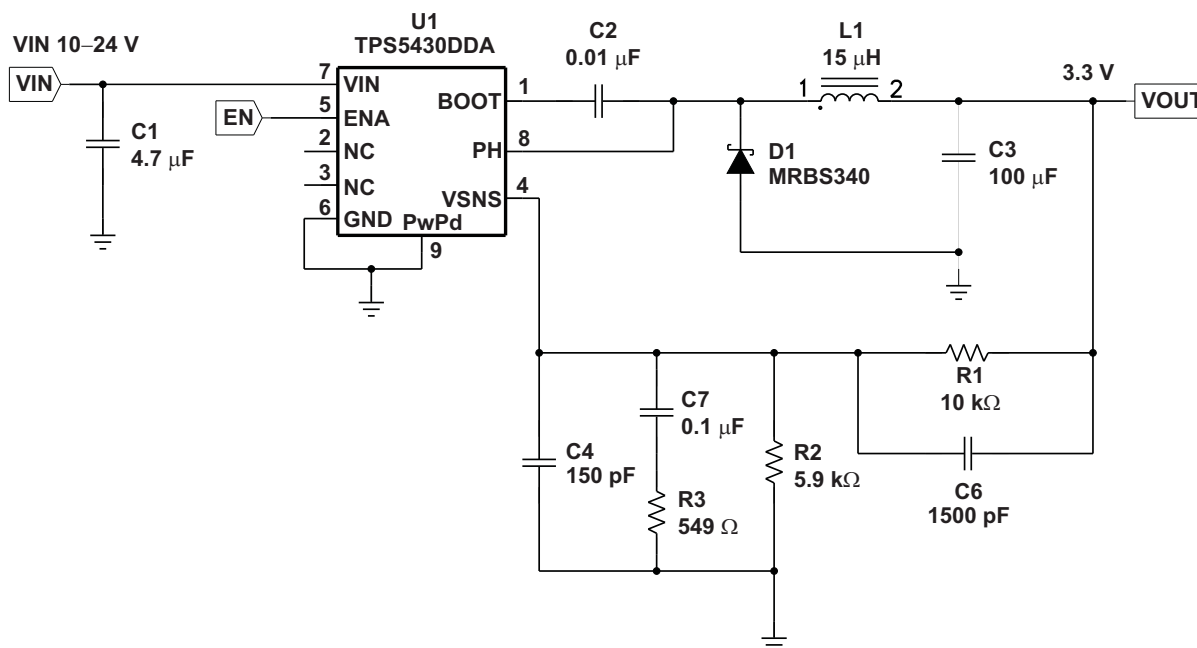 VIN 10–24 V
VIN
C1
4.7 μF
EN
U1
TPS5430DDA
7
5
2
3
6
VIN
ENA
NC
NC
GND
BOOT
PH
VSNS
PwPd
1
8
4
9
C2
0.01 μF
L1
15 μH
1
2
3.3 V
VOUT
D1
MRBS340
C3
100 μF
C4
150 pF
C7
0.1 μF
R3
549 Ω
R2
5.9 kΩ
R1
10 kΩ
C6
1500 pF